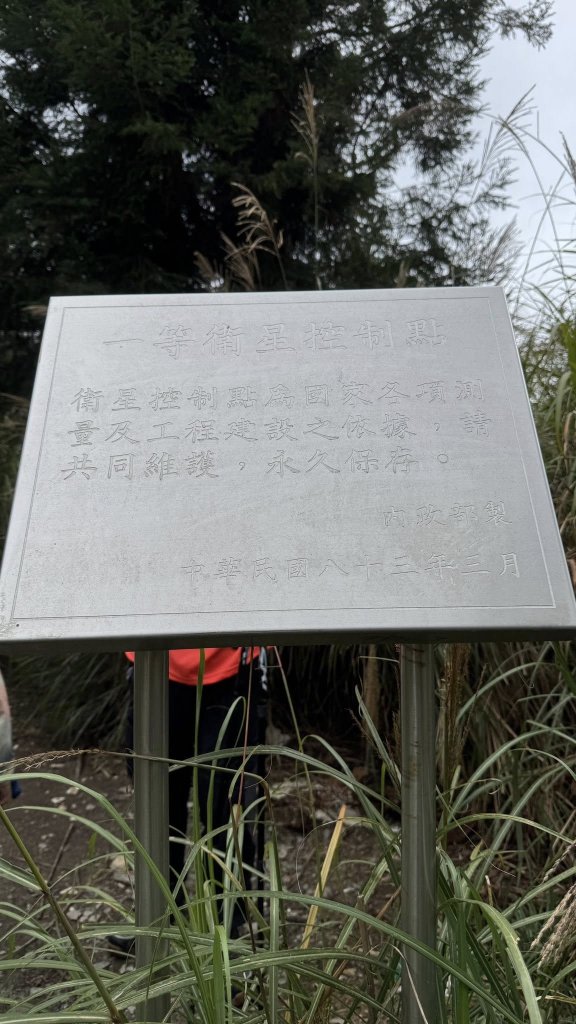 一等衛星控制點
衛星控制點為國家各項測
量及工程建設之依據，請
共同維護，永久保存。
內政部製
中華民國八十三年三月